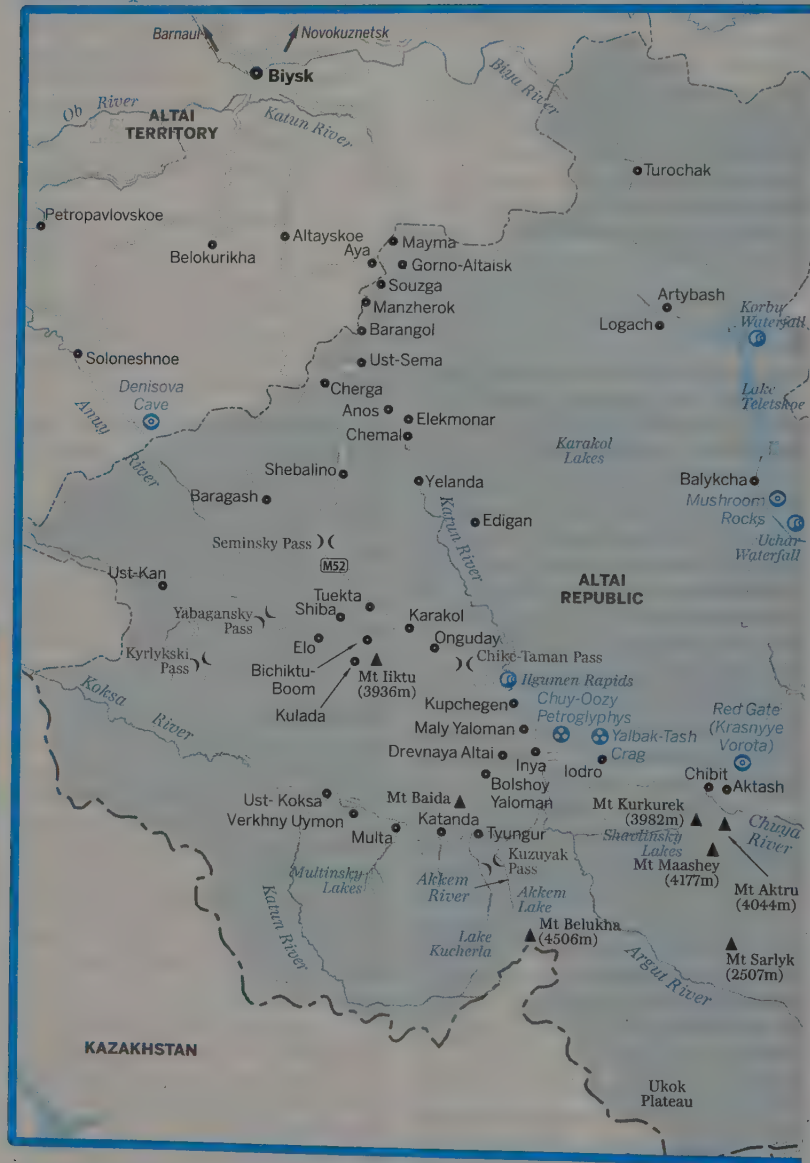 Barnaul
Novokuznetsk
Biysk
Biya River
Ob River
ALTAI
TERRITORY
Katun River
Turochak
Petropavlovskoe
Altayskoe
Mayma
Belokurikha
Aya
Gorno-Altaisk
Souzga
Manzherok
Artybash
Korbu
Waterfall
Logach
Barangol
Soloneshnoe
Ust-Sema
Denisova
Cave
Cherga
Lake
Teletskoe
Anuy
River
Anos
Elekmonar
Chemal
Karakol
Lakes
Shebalino
Yelanda
Balykcha
Baragash
Mushroom
Rocks
Katun River
Edigan
Uchar
Waterfall
Seminsky Pass
M52
Ust-Kan
ALTAI
REPUBLIC
Tuekta
Shiba
Yabagansky
Pass
Karakol
Elo
Onguday
Kyrlykski
Pass
Chike-Taman Pass
Bichiktu-
Boom
Mt Iiktu
(3936m)
Ilgumen Rapids
Koksa
River
Kulada
Kupchegen
Chuy-Oozy
Petroglyphys
Red Gate
(Krasnyye
Vorota)
Maly Yaloman
Yalbak-Tash
Crag
Drevnaya Altai
Inya
Iodro
Bolshoy
Yaloman
Chibit
Aktash
Ust- Koksa
Mt Baida
Mt Kurkurek
(3982m)
Verkhny Uymon
Multa
Katanda
Tyungur
Shavlinsky
Lakes
Chuya
River
Kuzuyak
Pass
Mt Maashey
(4177m)
Multinsky
Lakes
Akkem
River
Akkem
Lake
Mt Aktru
(4044m)
Katun River
Lake
Kucherla
Mt Belukha
(4506m)
Argut River
Mt Sarlyk
(2507m)
KAZAKHSTAN
Ukok
Plateau